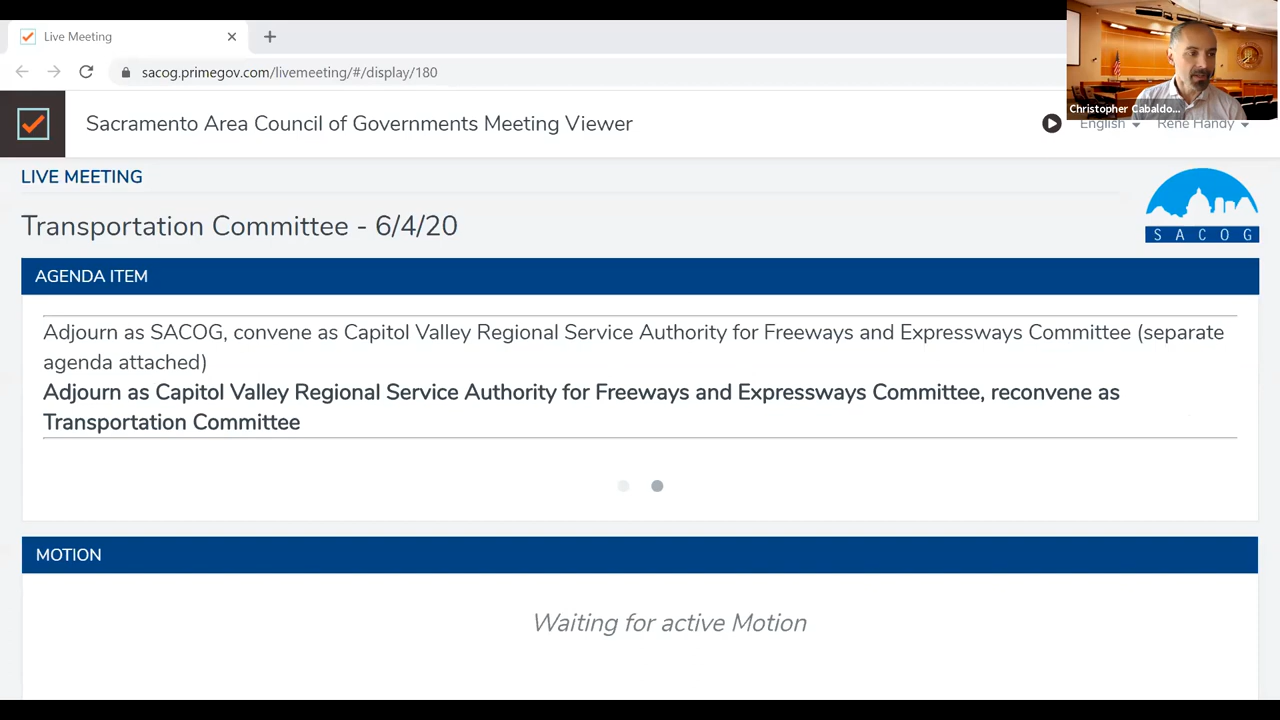 Live Meeting
sacog.primegov.com/livemeeting/#/display/180
Christopher Cabaldo...
Sacramento Area Council of Governments Meeting Viewer
English
Rene Handy
LIVE MEETING
Transportation Committee - 6/4/20
SACOG
AGENDA ITEM
Adjourn as SACOG, convene as Capitol Valley Regional Service Authority for Freeways and Expressways Committee (separate
agenda attached)
Adjourn as Capitol Valley Regional Service Authority for Freeways and Expressways Committee, reconvene as
Transportation Committee
MOTION
Waiting for active Motion